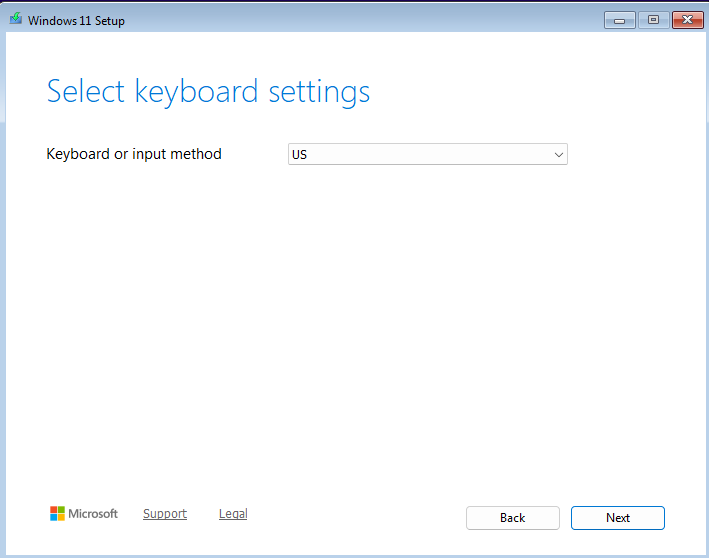 Windows 11 Setup
Select keyboard settings
Keyboard or input method US
Microsoft Support Legal Back Next